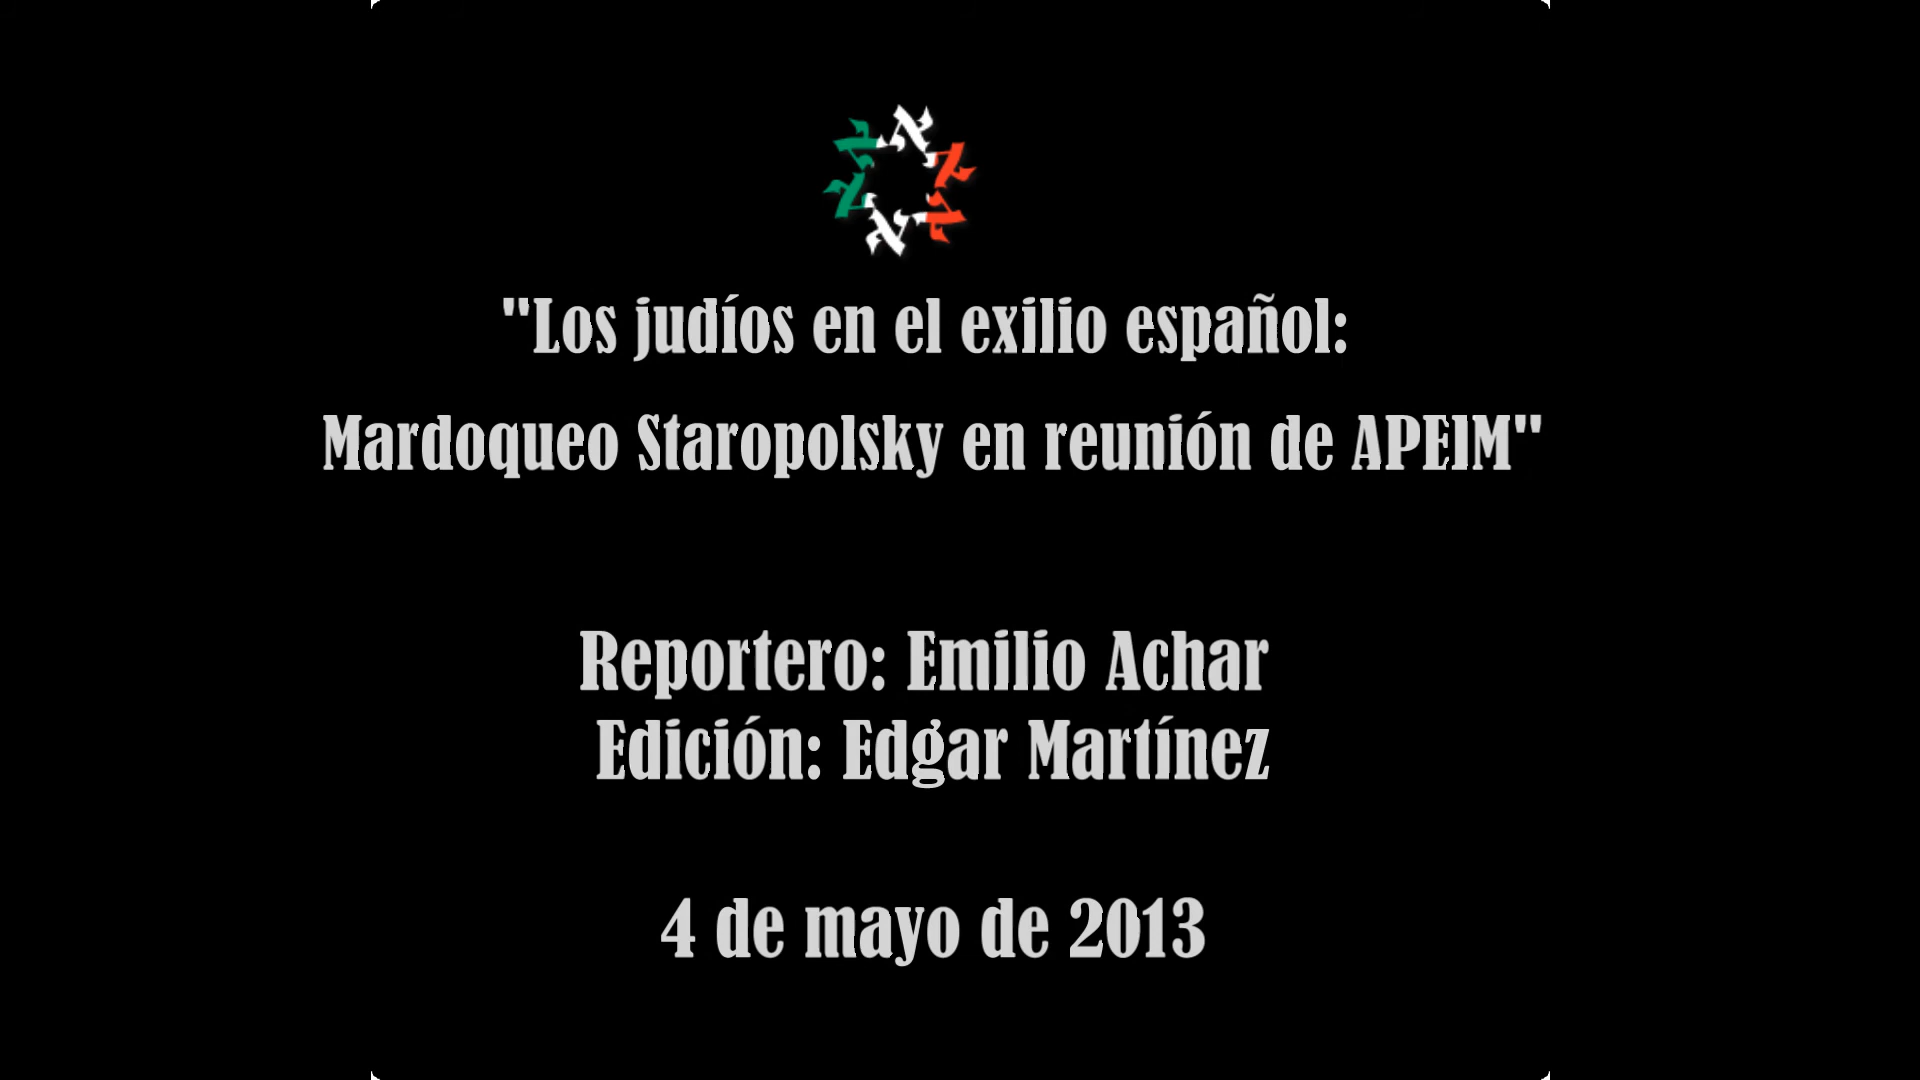 "Los judíos en el exilio español:
Mardoqueo Staropolsky en reunión de APEIM"
Reportero: Emilio Achar
Edición: Edgar Martínez
4 de mayo de 2013